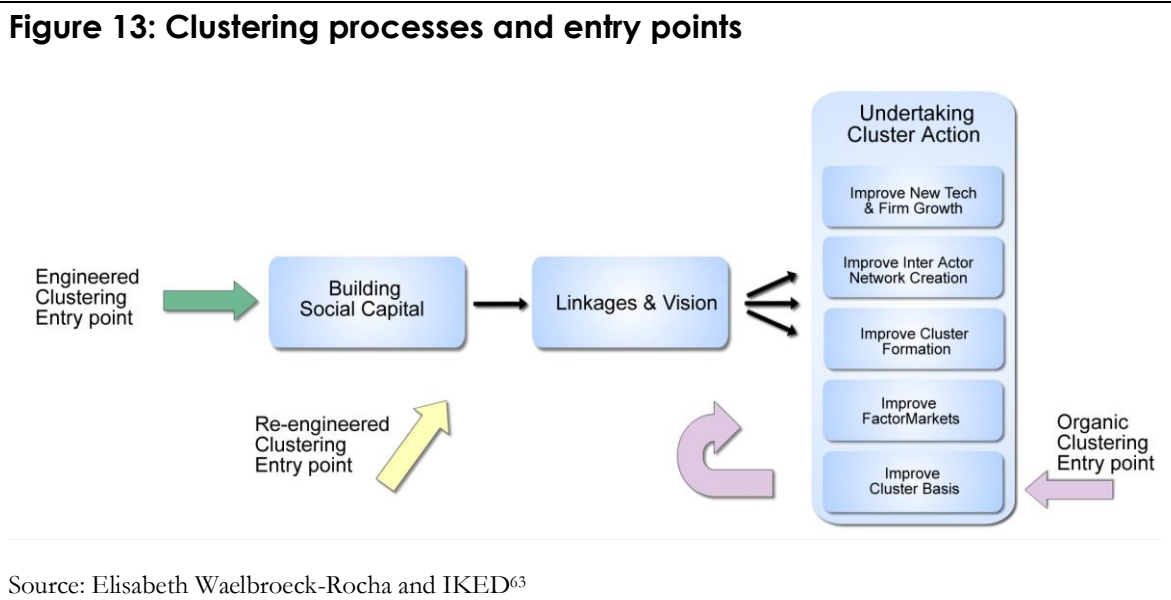 Figure 13: Clustering processes and entry points
Undertaking
Cluster Action
Improve New Tech
& Firm Growth
Improve Inter Actor
Network Creation
Improve Cluster
Formation
Improve
FactorMarkets
Improve
Cluster Basis
Engineered
Clustering
Entry point
Building
Social Capital
Linkages & Vision
Re-engineered
Clustering
Entry point
Organic
Clustering
Entry point
Source: Elisabeth Waelbroeck-Rocha and IKED63